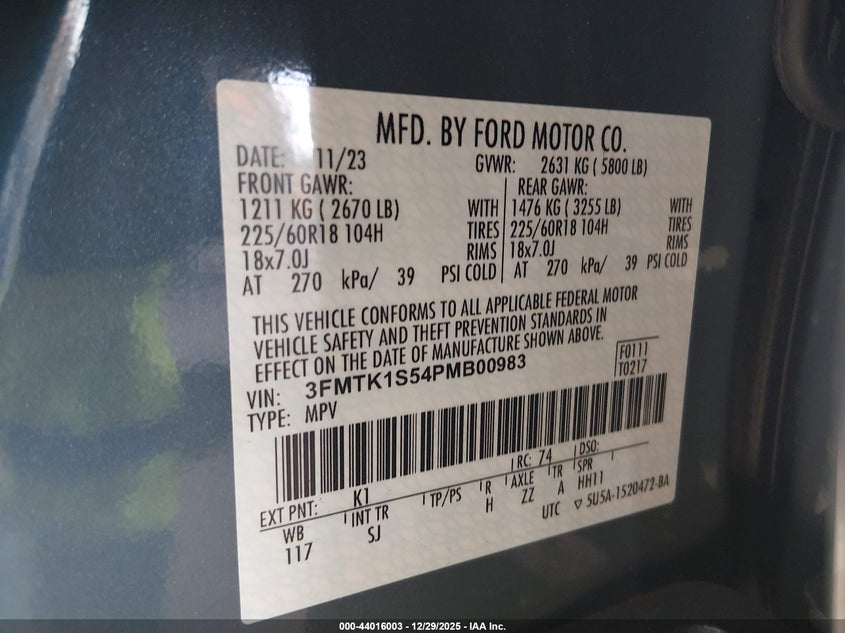 MFD. BY FORD MOTOR CO.
DATE: 11/23 GVWR: 2631 KG ( 5800 LB)
FRONT GAWR: REAR GAWR:
1211 KG ( 2670 LB) WITH 1476 KG ( 3255 LB) WITH
225/60R18 104H TIRES 225/60R18 104H TIRES
18x7.0J RIMS 18x7.0J RIMS
AT 270 kPa/ 39 PSI COLD AT 270 kPa/ 39 PSI COLD
THIS VEHICLE CONFORMS TO ALL APPLICABLE FEDERAL MOTOR
VEHICLE SAFETY AND THEFT PREVENTION STANDARDS IN
EFFECT ON THE DATE OF MANUFACTURE SHOWN ABOVE.
VIN: 3FMTK1S54PMB00983 F0111
TYPE: MPV T0217
EXT PNT: K1 RC: 74 DSO:
WB INT TR TP/PS R AXLE TR SPR
117 SJ H ZZ A HH11
UTC ▽ 5U5A-1520472-BA
000-44016003 | 12/29/2025 - IAA Inc.